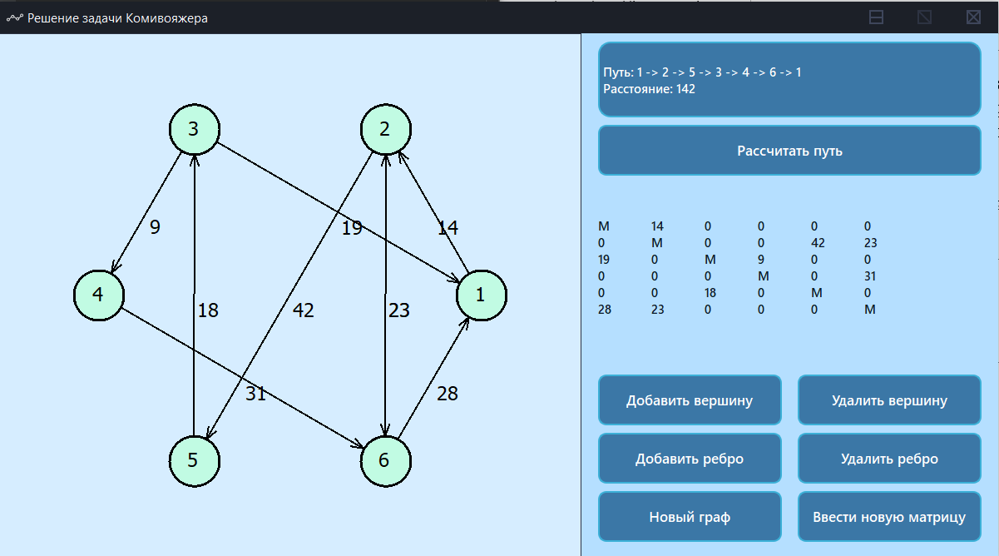 Решение задачи Комивояжера
Путь: 1 -> 2 -> 5 -> 3 -> 4 -> 6 -> 1
Расстояние: 142
Рассчитать путь
3
2
9
19
14
4
1
18
42
23
31
28
5
6
M 14 0 0 0 0
0 M 0 0 42 23
19 0 M 9 0 0
0 0 0 M 0 31
0 0 18 0 M 0
28 23 0 0 0 M
Добавить вершину
Удалить вершину
Добавить ребро
Удалить ребро
Новый граф
Ввести новую матрицу